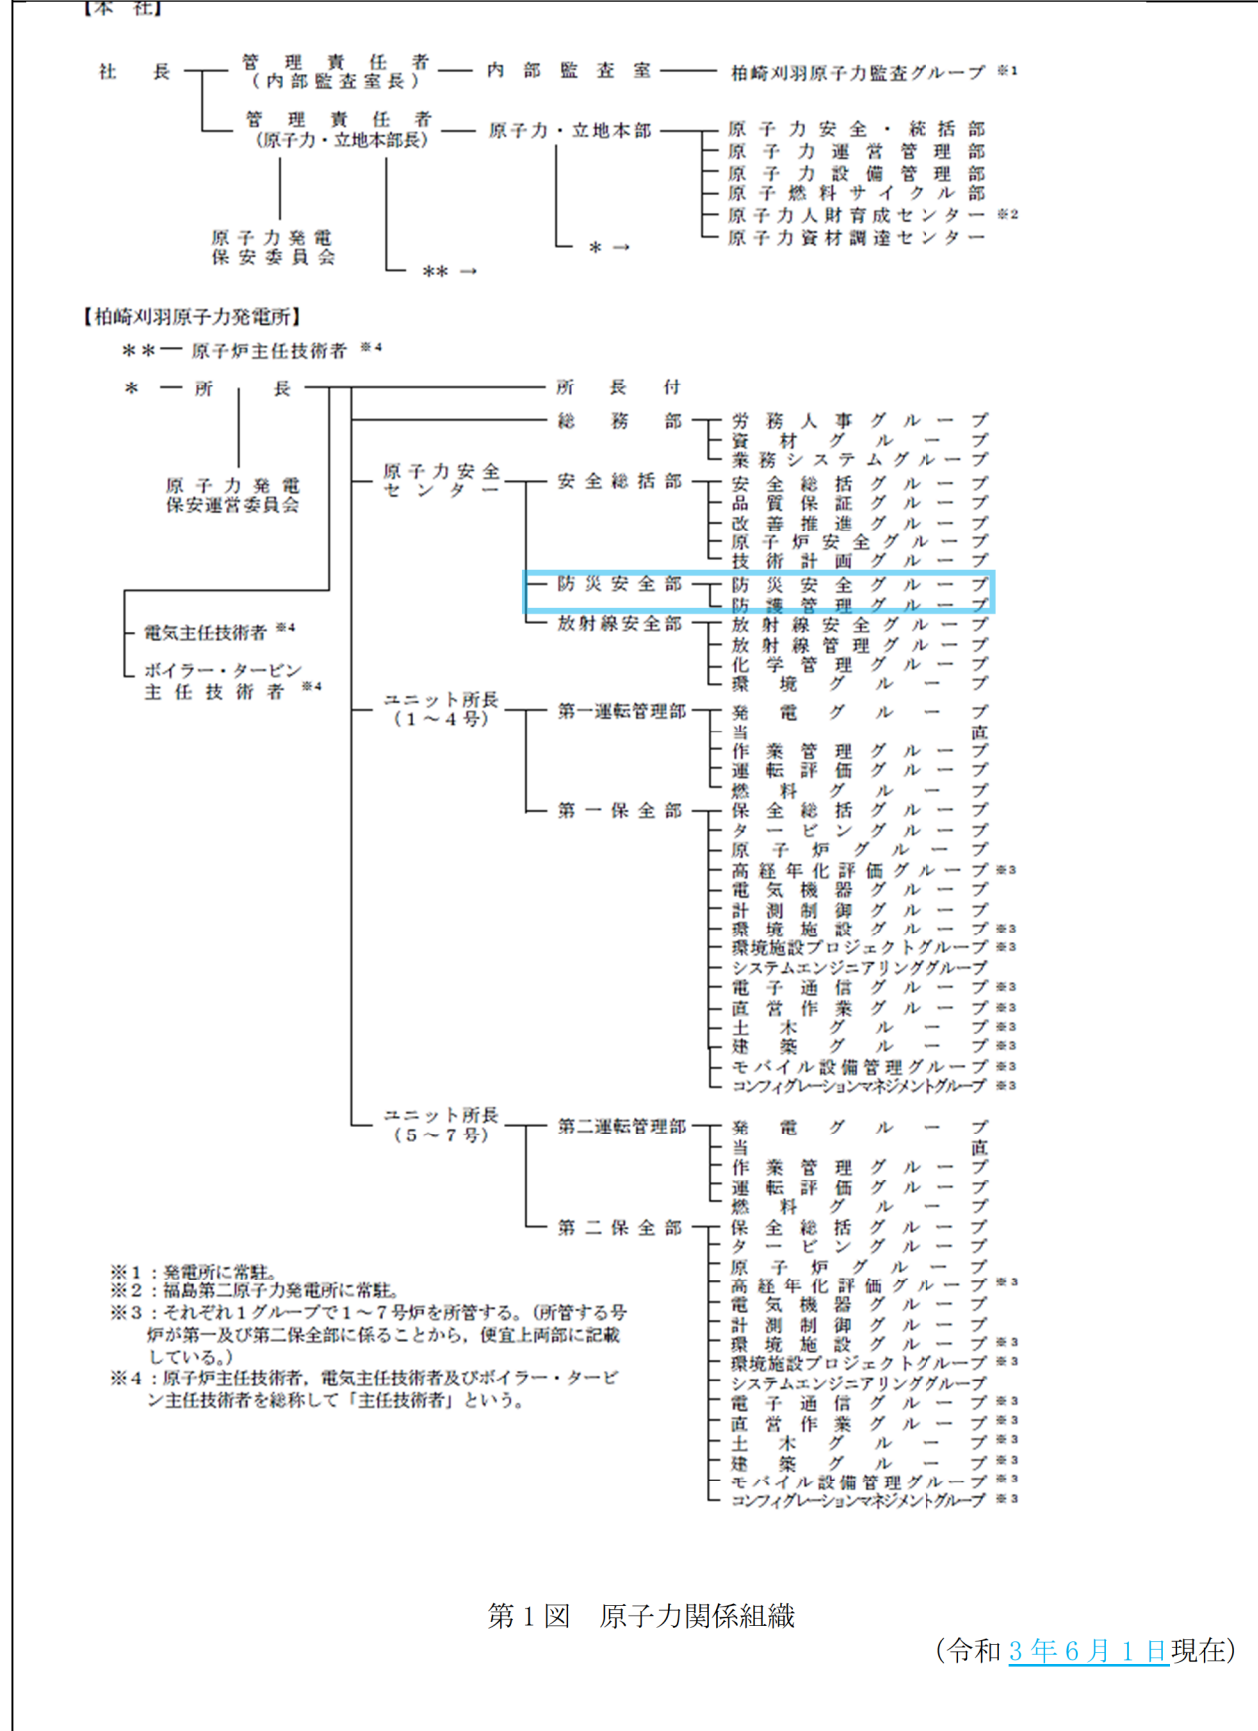 【本 社】
社長 管理責任者 内部監査室 柏崎刈羽原子力監査グループ ※1
(内部監査室長)
管理責任者 原子力・立地本部 原子力安全・統括部
(原子力・立地本部長) 原子力運営管理部
原子力設備管理部
原子燃料サイクル部
原子力人財育成センター ※2
原子力発電 原子力資材調達センター
保安委員会 * →
** →
【柏崎刈羽原子力発電所】
**― 原子炉主任技術者 ※4
* ― 所長 所長付
総務部 労務人事グループ
資材グループ
業務システムグループ
原子力安全 安全総括部 安全総括グループ
センター
原子力発電 品質保証グループ
保安運営委員会 改善推進グループ
原子炉安全グループ
技術計画グループ
防災安全部 防災安全グループ
防護管理グループ
放射線安全部 放射線安全グループ
電気主任技術者 ※4 放射線管理グループ
ボイラー・タービン 化学管理グループ
主任技術者 ※4 環境グループ
ユニット所長 第一運転管理部 発電グループ
(1~4号) 当直
作業管理グループ
運転評価グループ
燃料グループ
第一保全部 保全総括グループ
タービングループ
原子炉グループ
高経年化評価グループ ※3
電気機器グループ
計測制御グループ
環境施設グループ ※3
環境施設プロジェクトグループ ※3
システムエンジニアリンググループ
電子通信グループ ※3
直営作業グループ ※3
土木グループ ※3
建築グループ ※3
モバイル設備管理グループ ※3
コンフィグレーションマネジメントグループ ※3
ユニット所長 第二運転管理部 発電グループ
(5~7号) 当直
作業管理グループ
運転評価グループ
燃料グループ
第二保全部 保全総括グループ
タービングループ
原子炉グループ
高経年化評価グループ ※3
電気機器グループ
計測制御グループ
環境施設グループ ※3
環境施設プロジェクトグループ ※3
システムエンジニアリンググループ
電子通信グループ ※3
直営作業グループ ※3
土木グループ ※3
建築グループ ※3
モバイル設備管理グループ ※3
コンフィグレーションマネジメントグループ ※3
※1:発電所に常駐。
※2:福島第二原子力発電所に常駐。
※3:それぞれ1グループで1~7号炉を所管する。(所管する号
炉が第一及び第二保全部に係ることから,便宜上両部に記載
している。)
※4:原子炉主任技術者,電気主任技術者及びボイラー・タービ
ン主任技術者を総称して「主任技術者」という。
第1図 原子力関係組織
(令和3年6月1日現在)